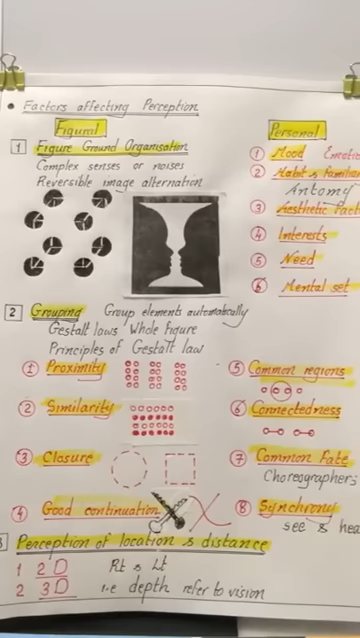 • Factors affecting Perception
Figural
1 Figure Ground Organisation
Complex senses or noises
Reversible image alternation
Personal
1 Mood Emotio
2 Habit & Familiar
Antomy
3 Aesthetic Fact
4 Interests
5 Need
6 Mental set
2 Grouping Group elements automatically
Gestalt laws Whole figure
Principles of Gestalt law
1 Proximity
2 Similarity
3 Closure
4 Good continuation
5 Common regions
6 Connectedness
7 Common Fate
Choreographers
8 Synchrony
see & hea
3 Perception of location & distance
1 2D Rt & Lt
2 3D i.e depth refer to vision